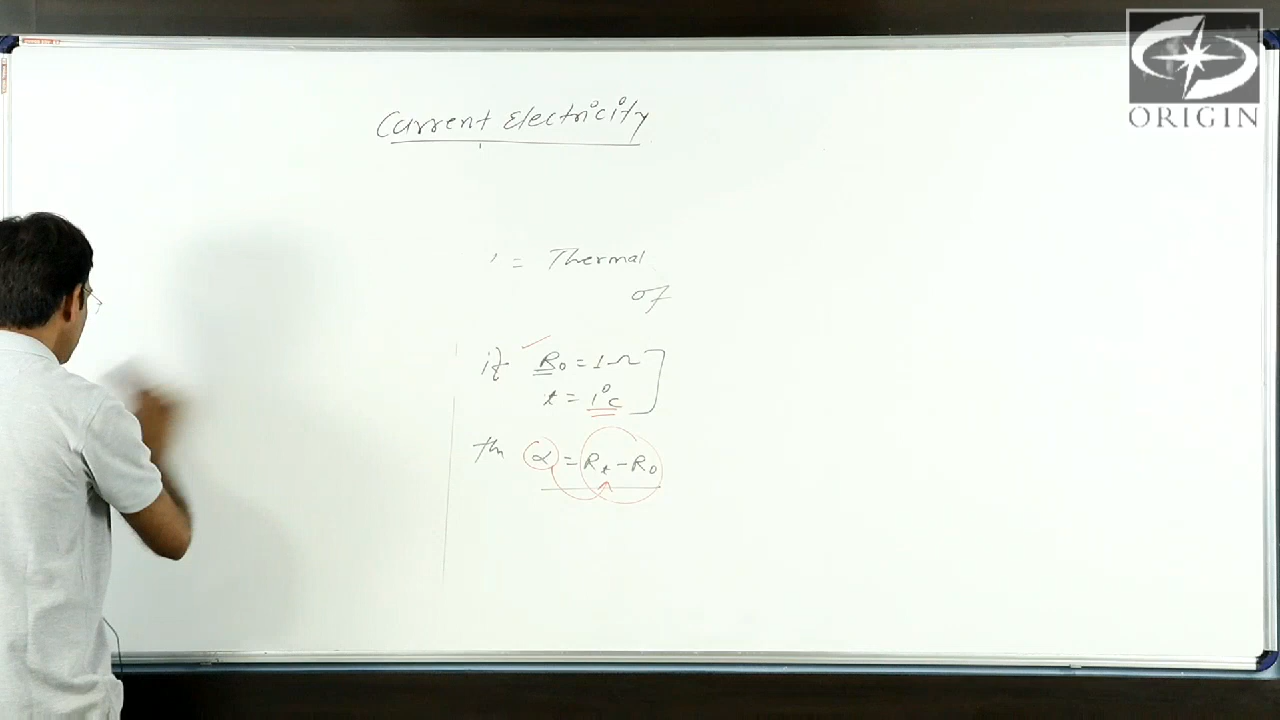 ORIGIN
Current Electricity
= Thermal
of
if R₀ = 1Ω
t = 1°c
th α = Rₜ - R₀